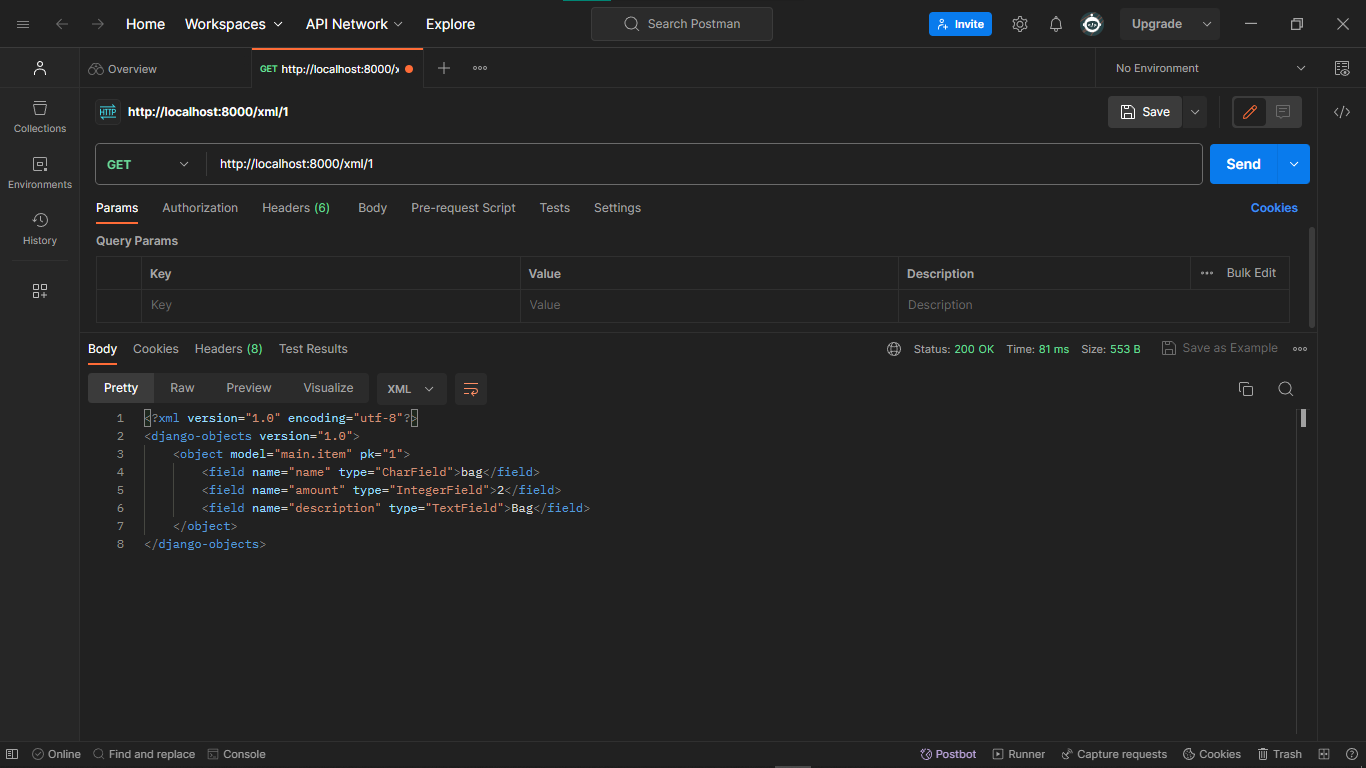 Home Workspaces API Network Explore Search Postman Invite Upgrade
Overview GET http://localhost:8000/x No Environment
HTTP http://localhost:8000/xml/1 Save
Collections
Environments
History
GET http://localhost:8000/xml/1 Send
Params Authorization Headers (6) Body Pre-request Script Tests Settings Cookies
Query Params
Key Value Description Bulk Edit
Key Value Description
Body Cookies Headers (8) Test Results Status: 200 OK Time: 81 ms Size: 553 B Save as Example
Pretty Raw Preview Visualize XML
1 <?xml version="1.0" encoding="utf-8"?>
2 <django-objects version="1.0">
3 <object model="main.item" pk="1">
4 <field name="name" type="CharField">bag</field>
5 <field name="amount" type="IntegerField">2</field>
6 <field name="description" type="TextField">Bag</field>
7 </object>
8 </django-objects>
Online Find and replace Console Postbot Runner Capture requests Cookies Trash